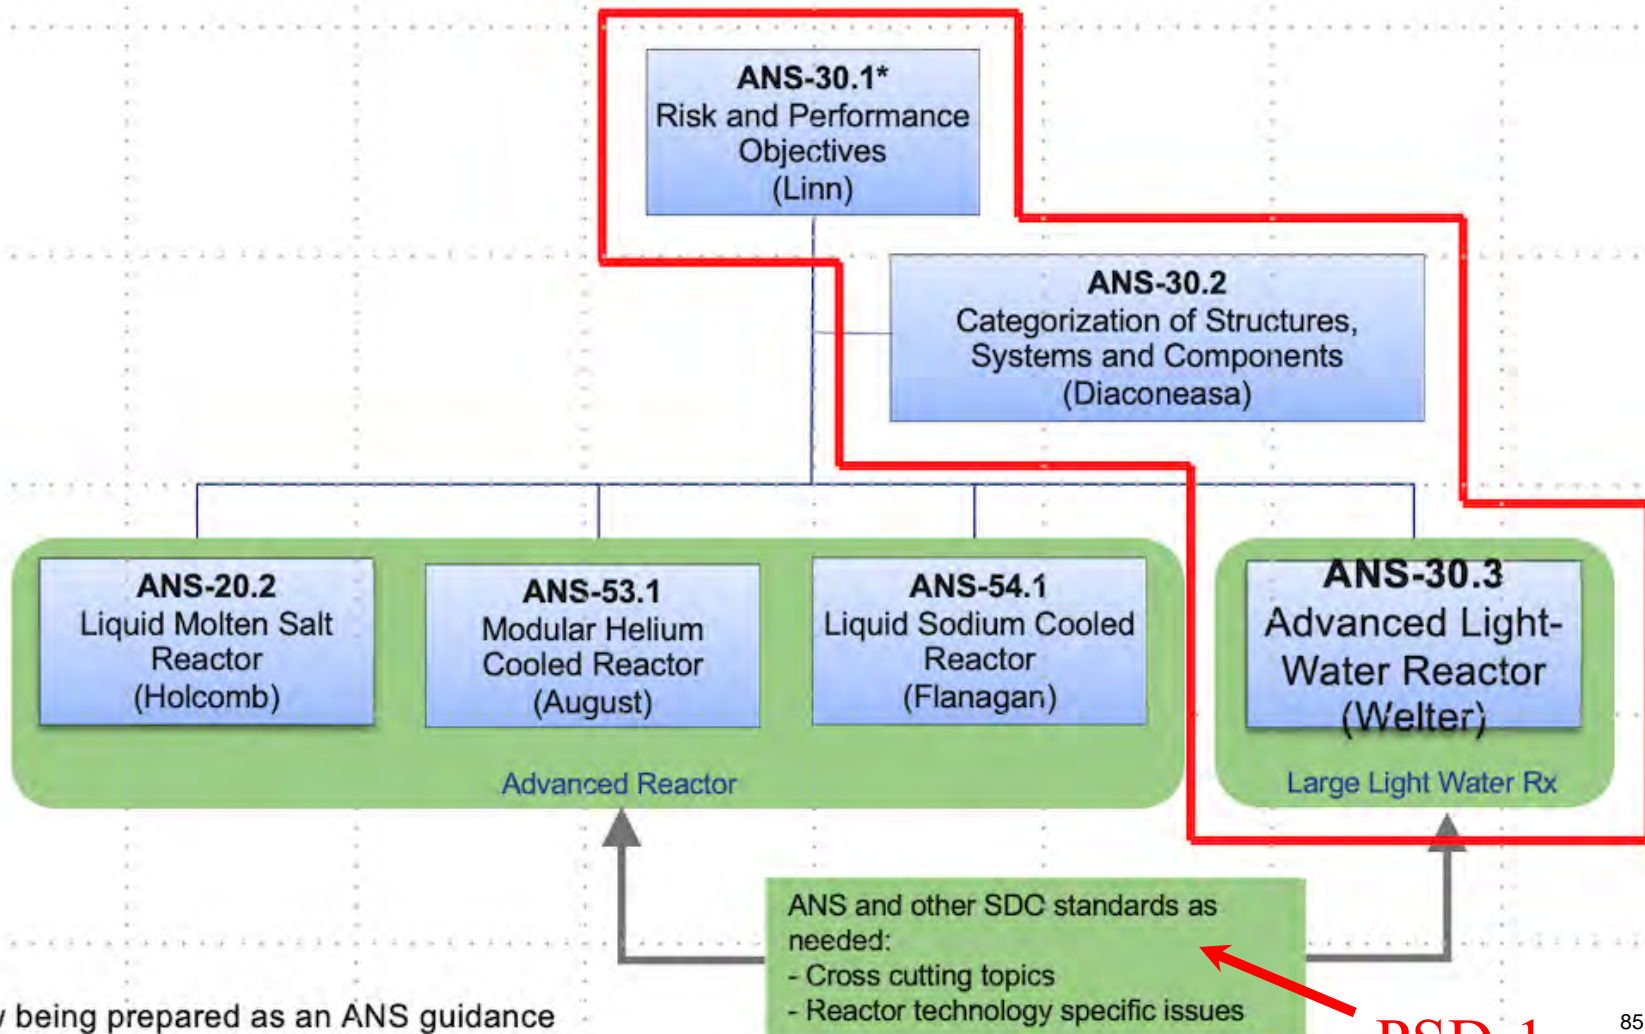 ANS-30.1*
Risk and Performance
Objectives
(Linn)
ANS-30.2
Categorization of Structures,
Systems and Components
(Diaconeasa)
ANS-20.2
Liquid Molten Salt
Reactor
(Holcomb)
ANS-53.1
Modular Helium
Cooled Reactor
(August)
ANS-54.1
Liquid Sodium Cooled
Reactor
(Flanagan)
ANS-30.3
Advanced Light-
Water Reactor
(Welter)
Advanced Reactor
Large Light Water Rx
ANS and other SDC standards as
needed:
- Cross cutting topics
- Reactor technology specific issues
being prepared as an ANS guidance
85